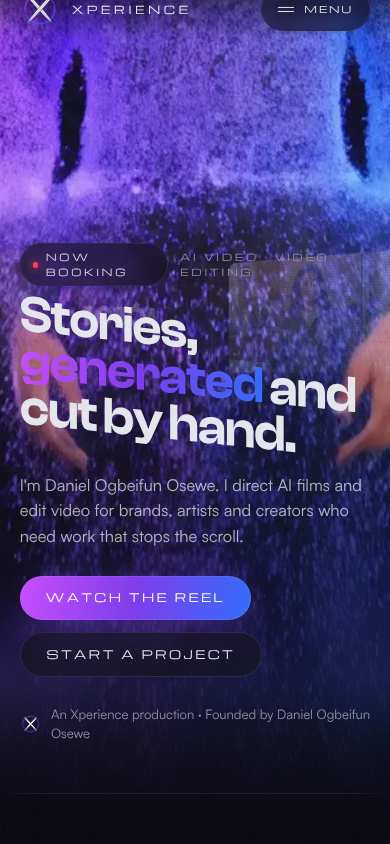 XPERIENCE
MENU
NOW
BOOKING
AI VIDEO · VIDEO
EDITING
Stories,
generated and
cut by hand.
I'm Daniel Ogbeifun Osewe. I direct AI films and
edit video for brands, artists and creators who
need work that stops the scroll.
WATCH THE REEL
START A PROJECT
An Xperience production · Founded by Daniel Ogbeifun
Osewe